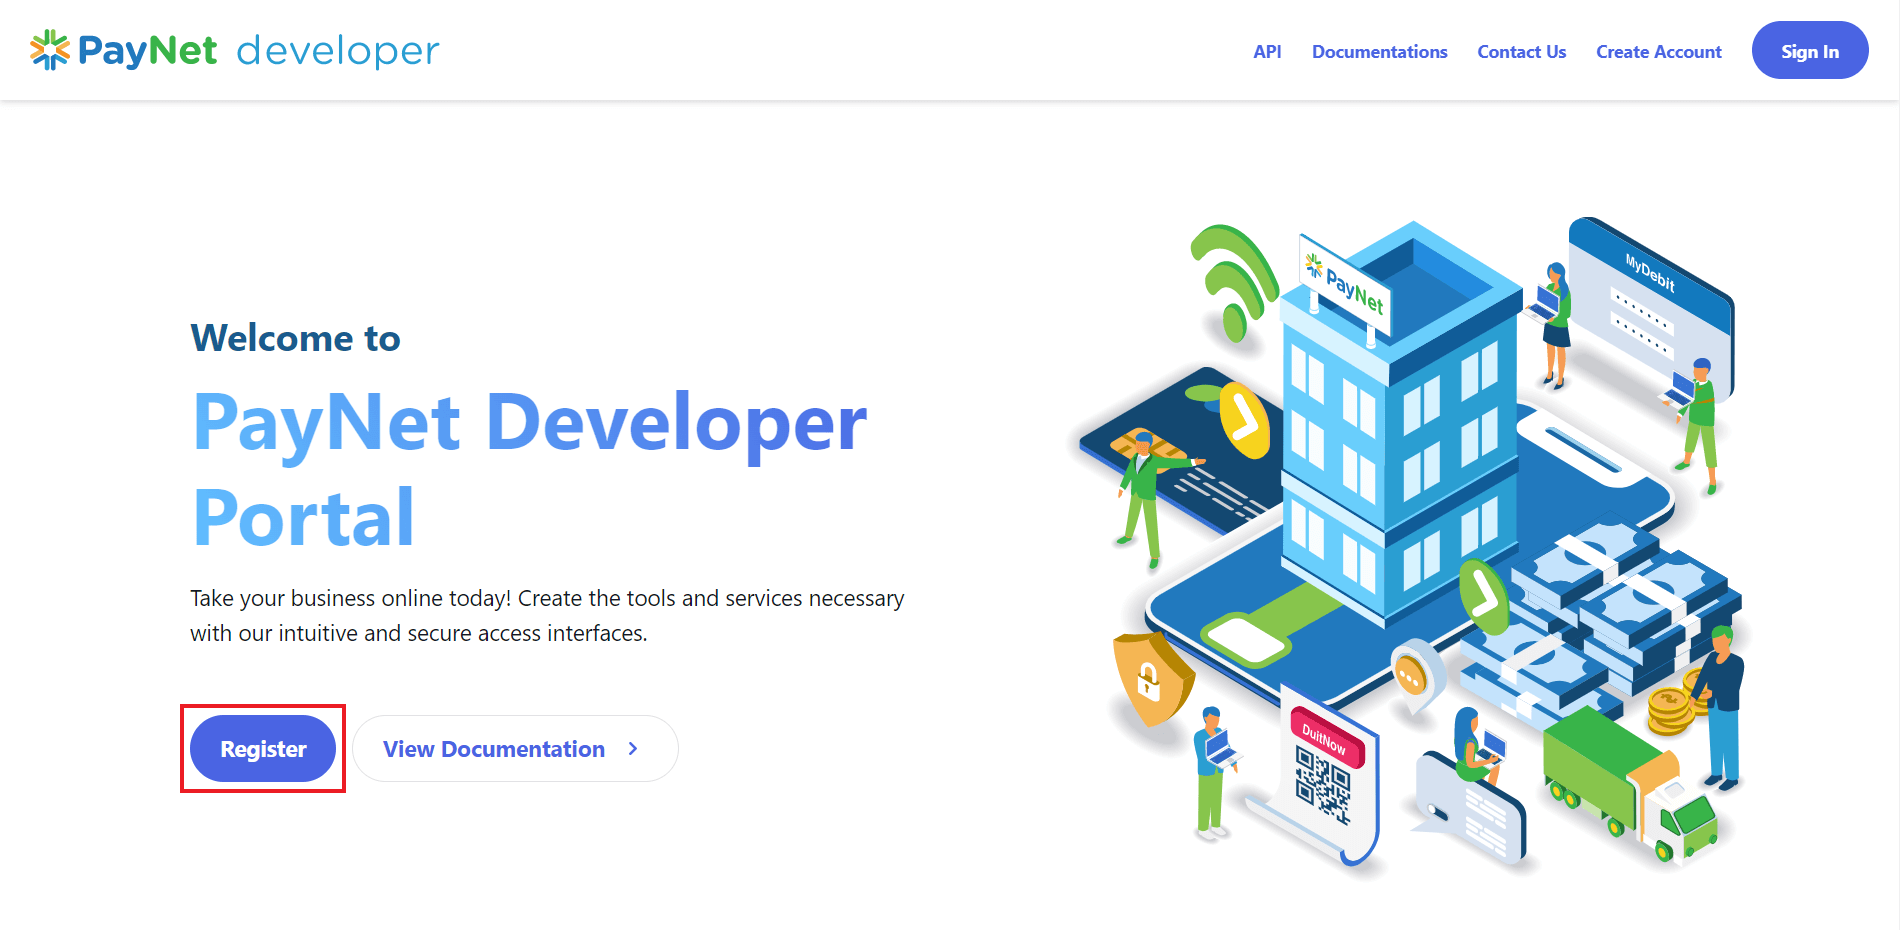 PayNet developer
API Documentations Contact Us Create Account Sign In
Welcome to
PayNet Developer
Portal
Take your business online today! Create the tools and services necessary
with our intuitive and secure access interfaces.
Register View Documentation
PayNet
MyDebit
DuitNow